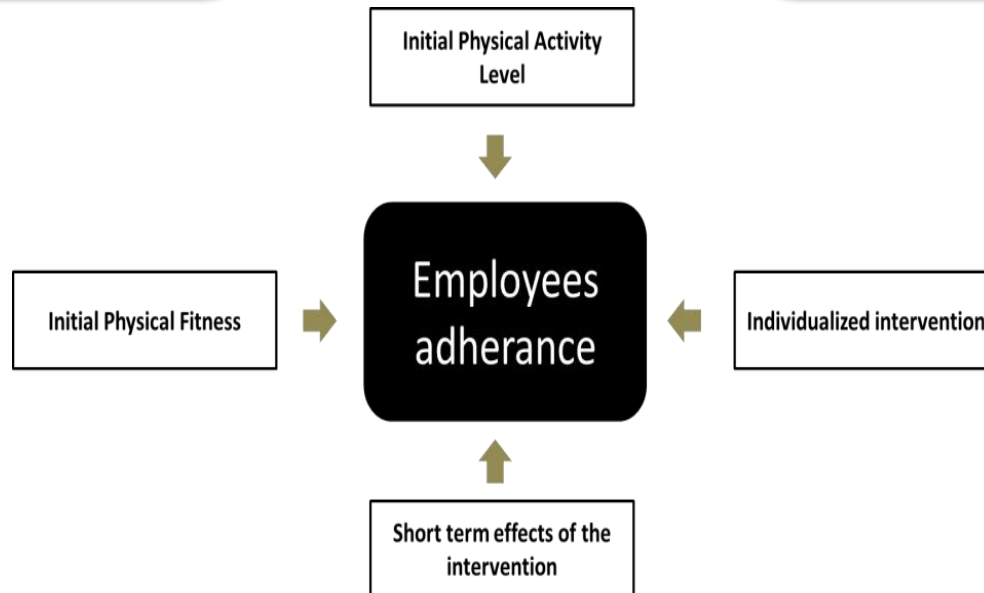 Initial Physical Activity
Level
Initial Physical Fitness
Employees
adherance
Individualized intervention
Short term effects of the
intervention